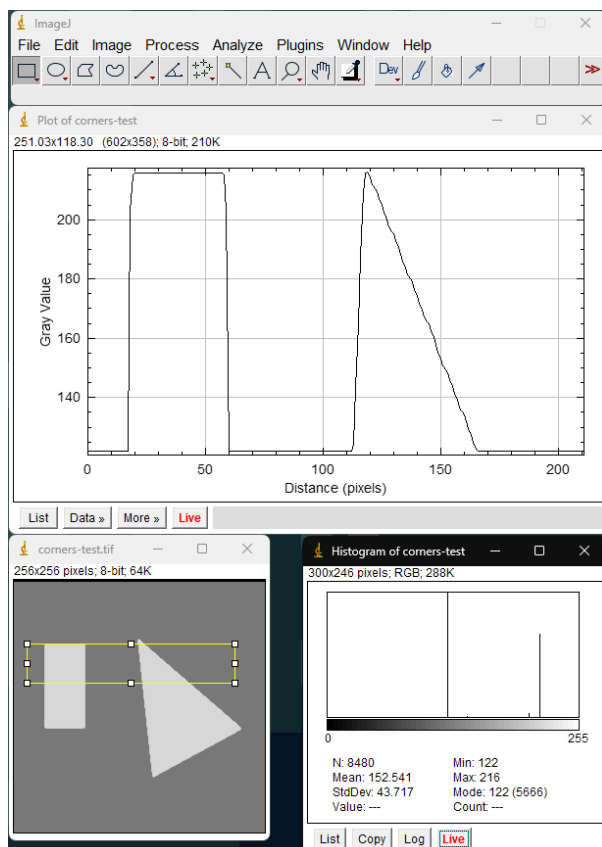 ImageJ
File Edit Image Process Analyze Plugins Window Help
Dev
>>
Plot of corners-test
251.03x118.30 (602x358); 8-bit; 210K
220
200
180
160
140
Gray Value
0 50 100 150 200
Distance (pixels)
List Data » More » Live
corners-test.tif
256x256 pixels; 8-bit; 64K
Histogram of corners-test
300x246 pixels; RGB; 288K
0 255
N: 8480 Min: 122
Mean: 152.541 Max: 216
StdDev: 43.717 Mode: 122 (5666)
Value: --- Count: ---
List Copy Log Live